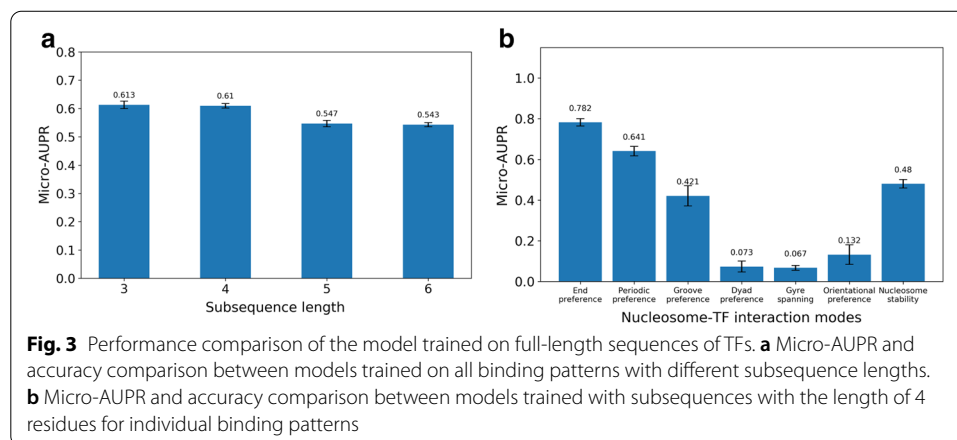 a
0.8
0.7
0.6
0.5
0.4
0.3
0.2
0.1
0.0
Micro-AUPR
0.613
0.61
0.547
0.543
3
4
5
6
Subsequence length
b
1.0
0.8
0.6
0.4
0.2
0.0
Micro-AUPR
0.782
0.641
0.421
0.073
0.067
0.132
0.48
End
preference
Periodic
preference
Groove
preference
Dyad
preference
Gyre
spanning
Orientational
preference
Nucleosome
stability
Nucleosome-TF interaction modes
Fig. 3 Performance comparison of the model trained on full-length sequences of TFs. a Micro-AUPR and
accuracy comparison between models trained on all binding patterns with different subsequence lengths.
b Micro-AUPR and accuracy comparison between models trained with subsequences with the length of 4
residues for individual binding patterns